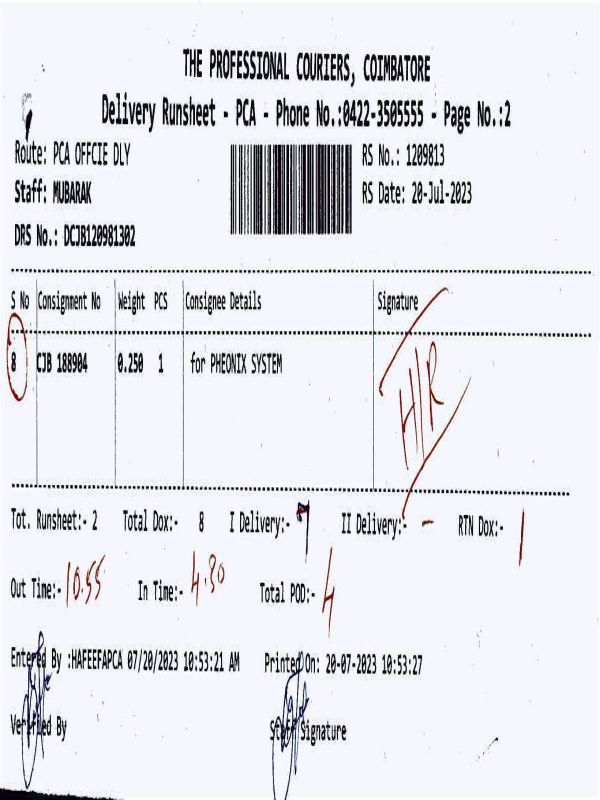 THE PROFESSIONAL COURIERS, COIMBATORE
Delivery Runsheet - PCA - Phone No.:0422-3505555 - Page No.:2
Route: PCA OFFCIE DLY RS No.: 1209813
Staff: MUBARAK RS Date: 20-Jul-2023
DRS No.: DCJB120981302
S No Consignment No Weight PCS Consignee Details Signature
8 CJB 188904 0.250 1 for PHEONIX SYSTEM H/R
Tot. Runsheet:- 2 Total Dox:- 8 I Delivery:- 7 II Delivery:- - RTN Dox:- 1
Out Time:- 10.55 In Time:- 4.30 Total POD:- 4
Entered By :HAFEEFAPCA 07/20/2023 10:53:21 AM Printed On: 20-07-2023 10:53:27
Verified By Staff Signature